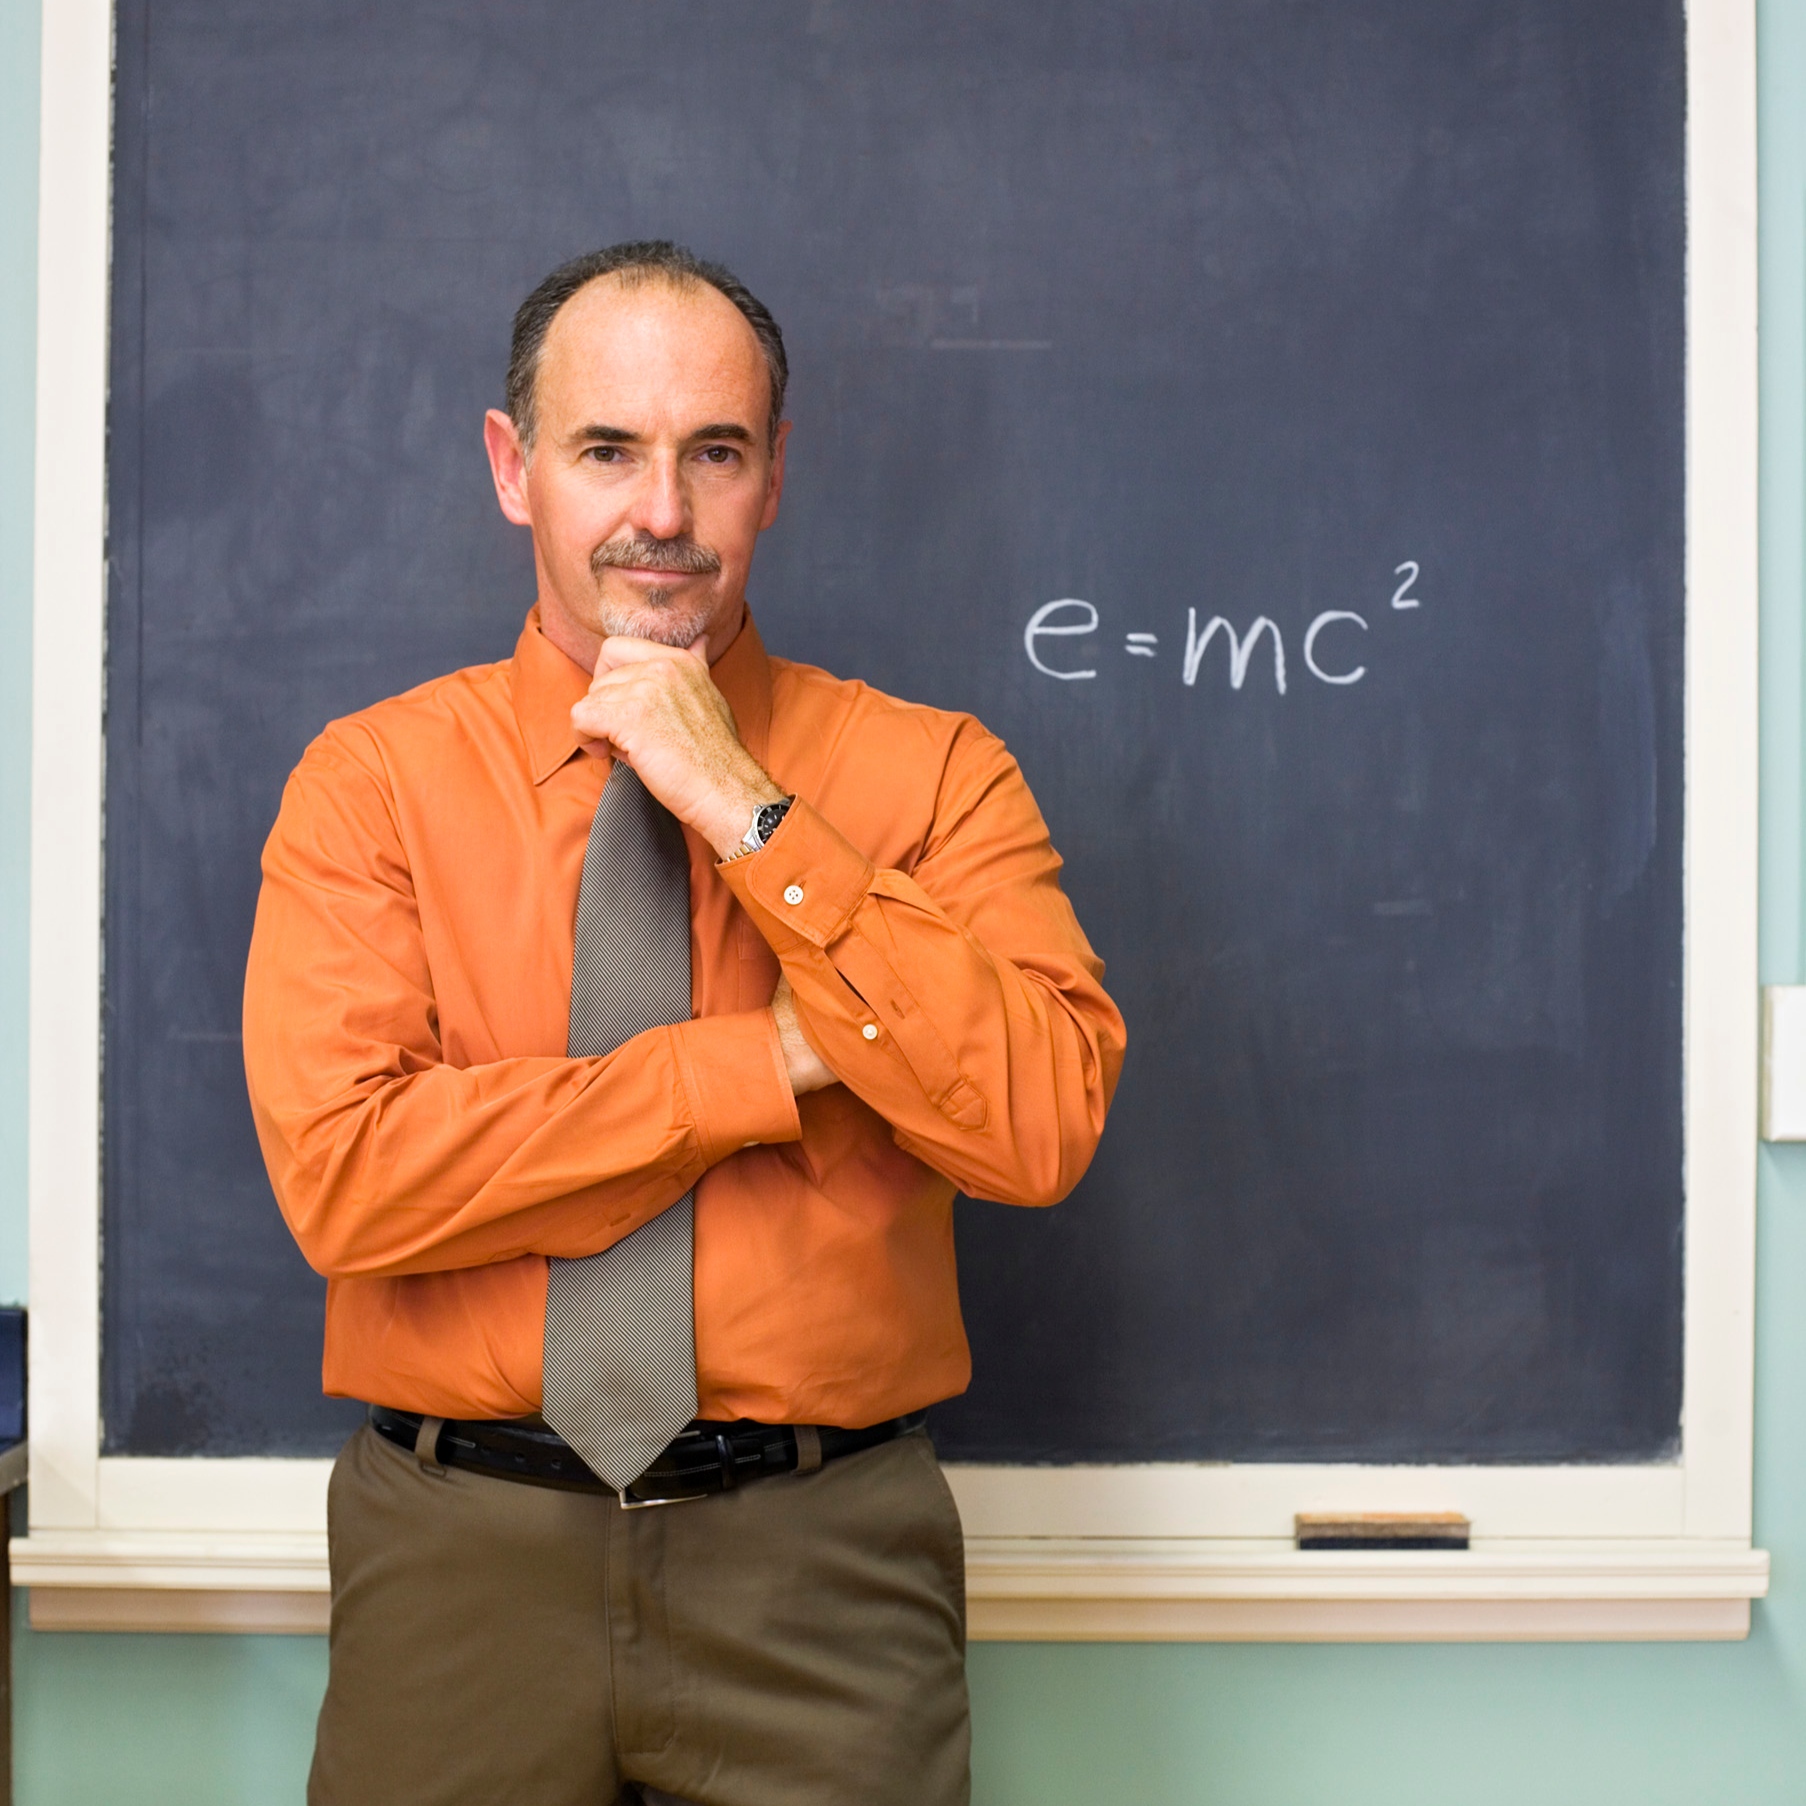 e = mc²